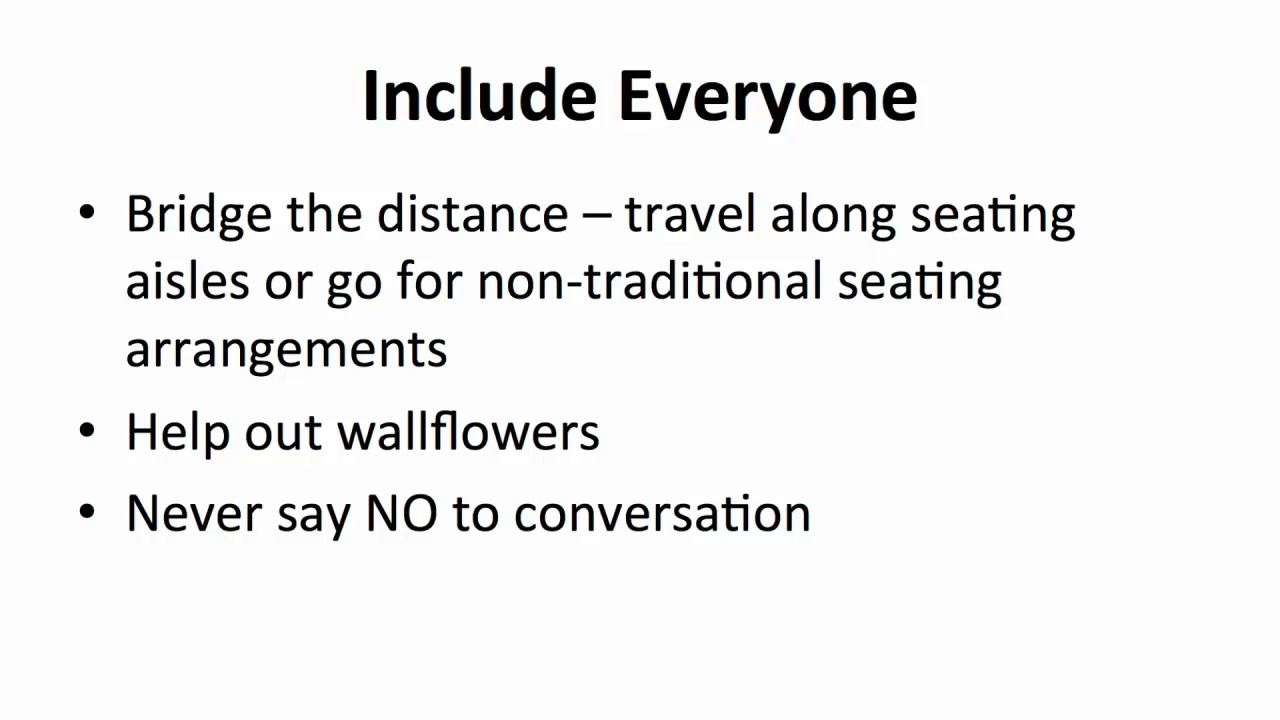 Include Everyone
• Bridge the distance – travel along seating
aisles or go for non-traditional seating
arrangements
• Help out wallflowers
• Never say NO to conversation